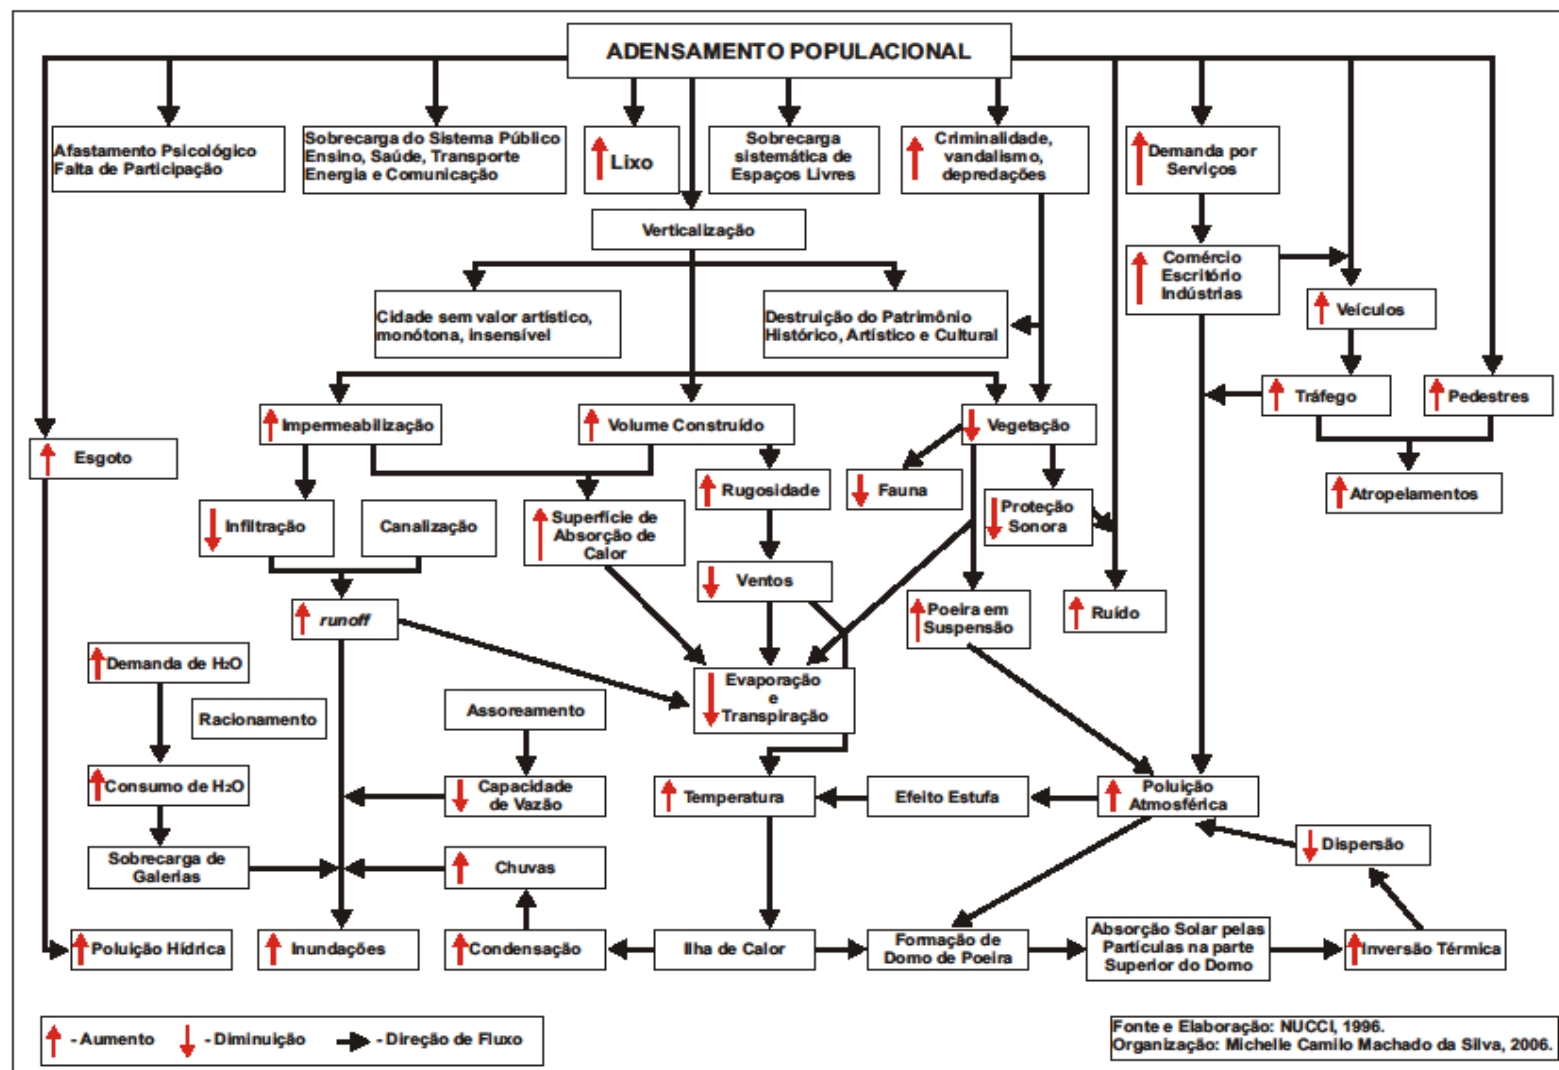 ADENSAMENTO POPULACIONAL
Afastamento Psicológico
Falta de Participação
Sobrecarga do Sistema Público
Ensino, Saúde, Transporte
Energia e Comunicação
Lixo
Sobrecarga
sistemática de
Espaços Livres
Criminalidade,
vandalismo,
depredações
Demanda por
Serviços
Verticalização
Comércio
Escritório
Indústrias
Cidade sem valor artístico,
monótona, insensível
Destruição do Patrimônio
Histórico, Artístico e Cultural
Veículos
Tráfego
Pedestres
Impermeabilização
Volume Construído
Vegetação
Esgoto
Rugosidade
Fauna
Atropelamentos
Infiltração
Canalização
Superfície de
Absorção de
Calor
Proteção
Sonora
Ventos
runoff
Poeira em
Suspensão
Ruído
Demanda de H2O
Evaporação
e
Transpiração
Racionamento
Assoreamento
Consumo de H2O
Capacidade
de Vazão
Temperatura
Efeito Estufa
Poluição
Atmosférica
Sobrecarga de
Galerias
Chuvas
Dispersão
Poluição Hídrica
Inundações
Condensação
Ilha de Calor
Formação de
Domo de Poeira
Absorção Solar pelas
Partículas na parte
Superior do Domo
Inversão Térmica
- Aumento - Diminuição - Direção de Fluxo
Fonte e Elaboração: NUCCI, 1996.
Organização: Michelle Camilo Machado da Silva, 2006.